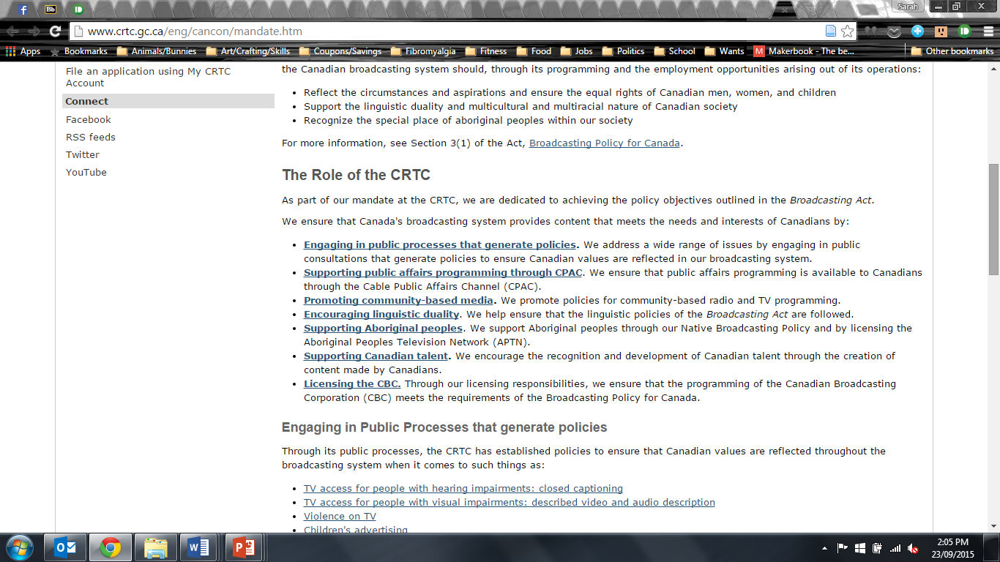 Sarah
Bb
www.crtc.gc.ca/eng/cancon/mandate.htm
Apps Bookmarks Animals/Bunnies Art/Crafting/Skills Coupons/Savings Fibromyalgia Fitness Food Jobs Politics School Wants Makerbook - The be... Other bookmarks
File an application using My CRTC
Account
Connect
Facebook
RSS feeds
Twitter
YouTube
the Canadian broadcasting system should, through its programming and the employment opportunities arising out of its operations:
• Reflect the circumstances and aspirations and ensure the equal rights of Canadian men, women, and children
• Support the linguistic duality and multicultural and multiracial nature of Canadian society
• Recognize the special place of aboriginal peoples within our society
For more information, see Section 3(1) of the Act, Broadcasting Policy for Canada.
The Role of the CRTC
As part of our mandate at the CRTC, we are dedicated to achieving the policy objectives outlined in the Broadcasting Act.
We ensure that Canada's broadcasting system provides content that meets the needs and interests of Canadians by:
• Engaging in public processes that generate policies. We address a wide range of issues by engaging in public
consultations that generate policies to ensure Canadian values are reflected in our broadcasting system.
• Supporting public affairs programming through CPAC. We ensure that public affairs programming is available to Canadians
through the Cable Public Affairs Channel (CPAC).
• Promoting community-based media. We promote policies for community-based radio and TV programming.
• Encouraging linguistic duality. We help ensure that the linguistic policies of the Broadcasting Act are followed.
• Supporting Aboriginal peoples. We support Aboriginal peoples through our Native Broadcasting Policy and by licensing the
Aboriginal Peoples Television Network (APTN).
• Supporting Canadian talent. We encourage the recognition and development of Canadian talent through the creation of
content made by Canadians.
• Licensing the CBC. Through our licensing responsibilities, we ensure that the programming of the Canadian Broadcasting
Corporation (CBC) meets the requirements of the Broadcasting Policy for Canada.
Engaging in Public Processes that generate policies
Through its public processes, the CRTC has established policies to ensure that Canadian values are reflected throughout the
broadcasting system when it comes to such things as:
• TV access for people with hearing impairments: closed captioning
• TV access for people with visual impairments: described video and audio description
• Violence on TV
• Children's advertising
2:05 PM
23/09/2015